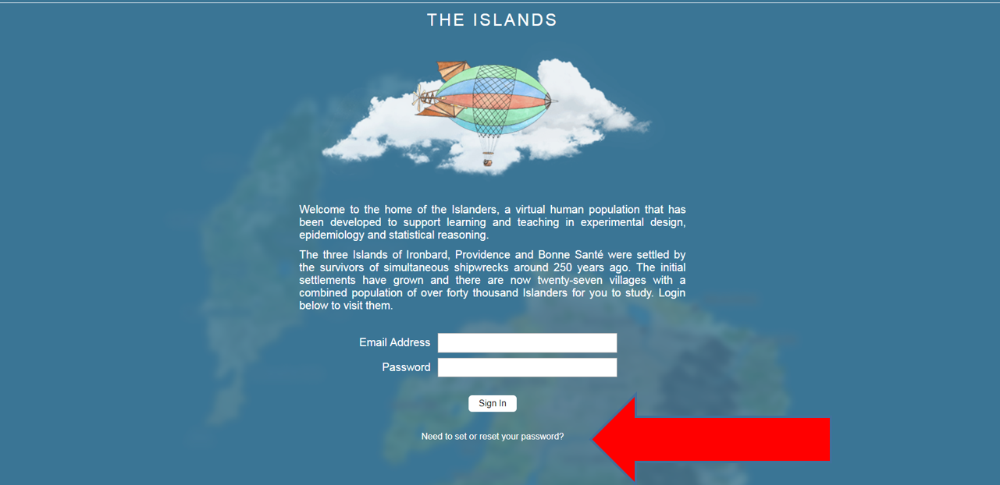 THE ISLANDS
Welcome to the home of the Islanders, a virtual human population that has
been developed to support learning and teaching in experimental design,
epidemiology and statistical reasoning.
The three Islands of Ironbard, Providence and Bonne Santé were settled by
the survivors of simultaneous shipwrecks around 250 years ago. The initial
settlements have grown and there are now twenty-seven villages with a
combined population of over forty thousand Islanders for you to study. Login
below to visit them.
Email Address
Password
Sign In
Need to set or reset your password?